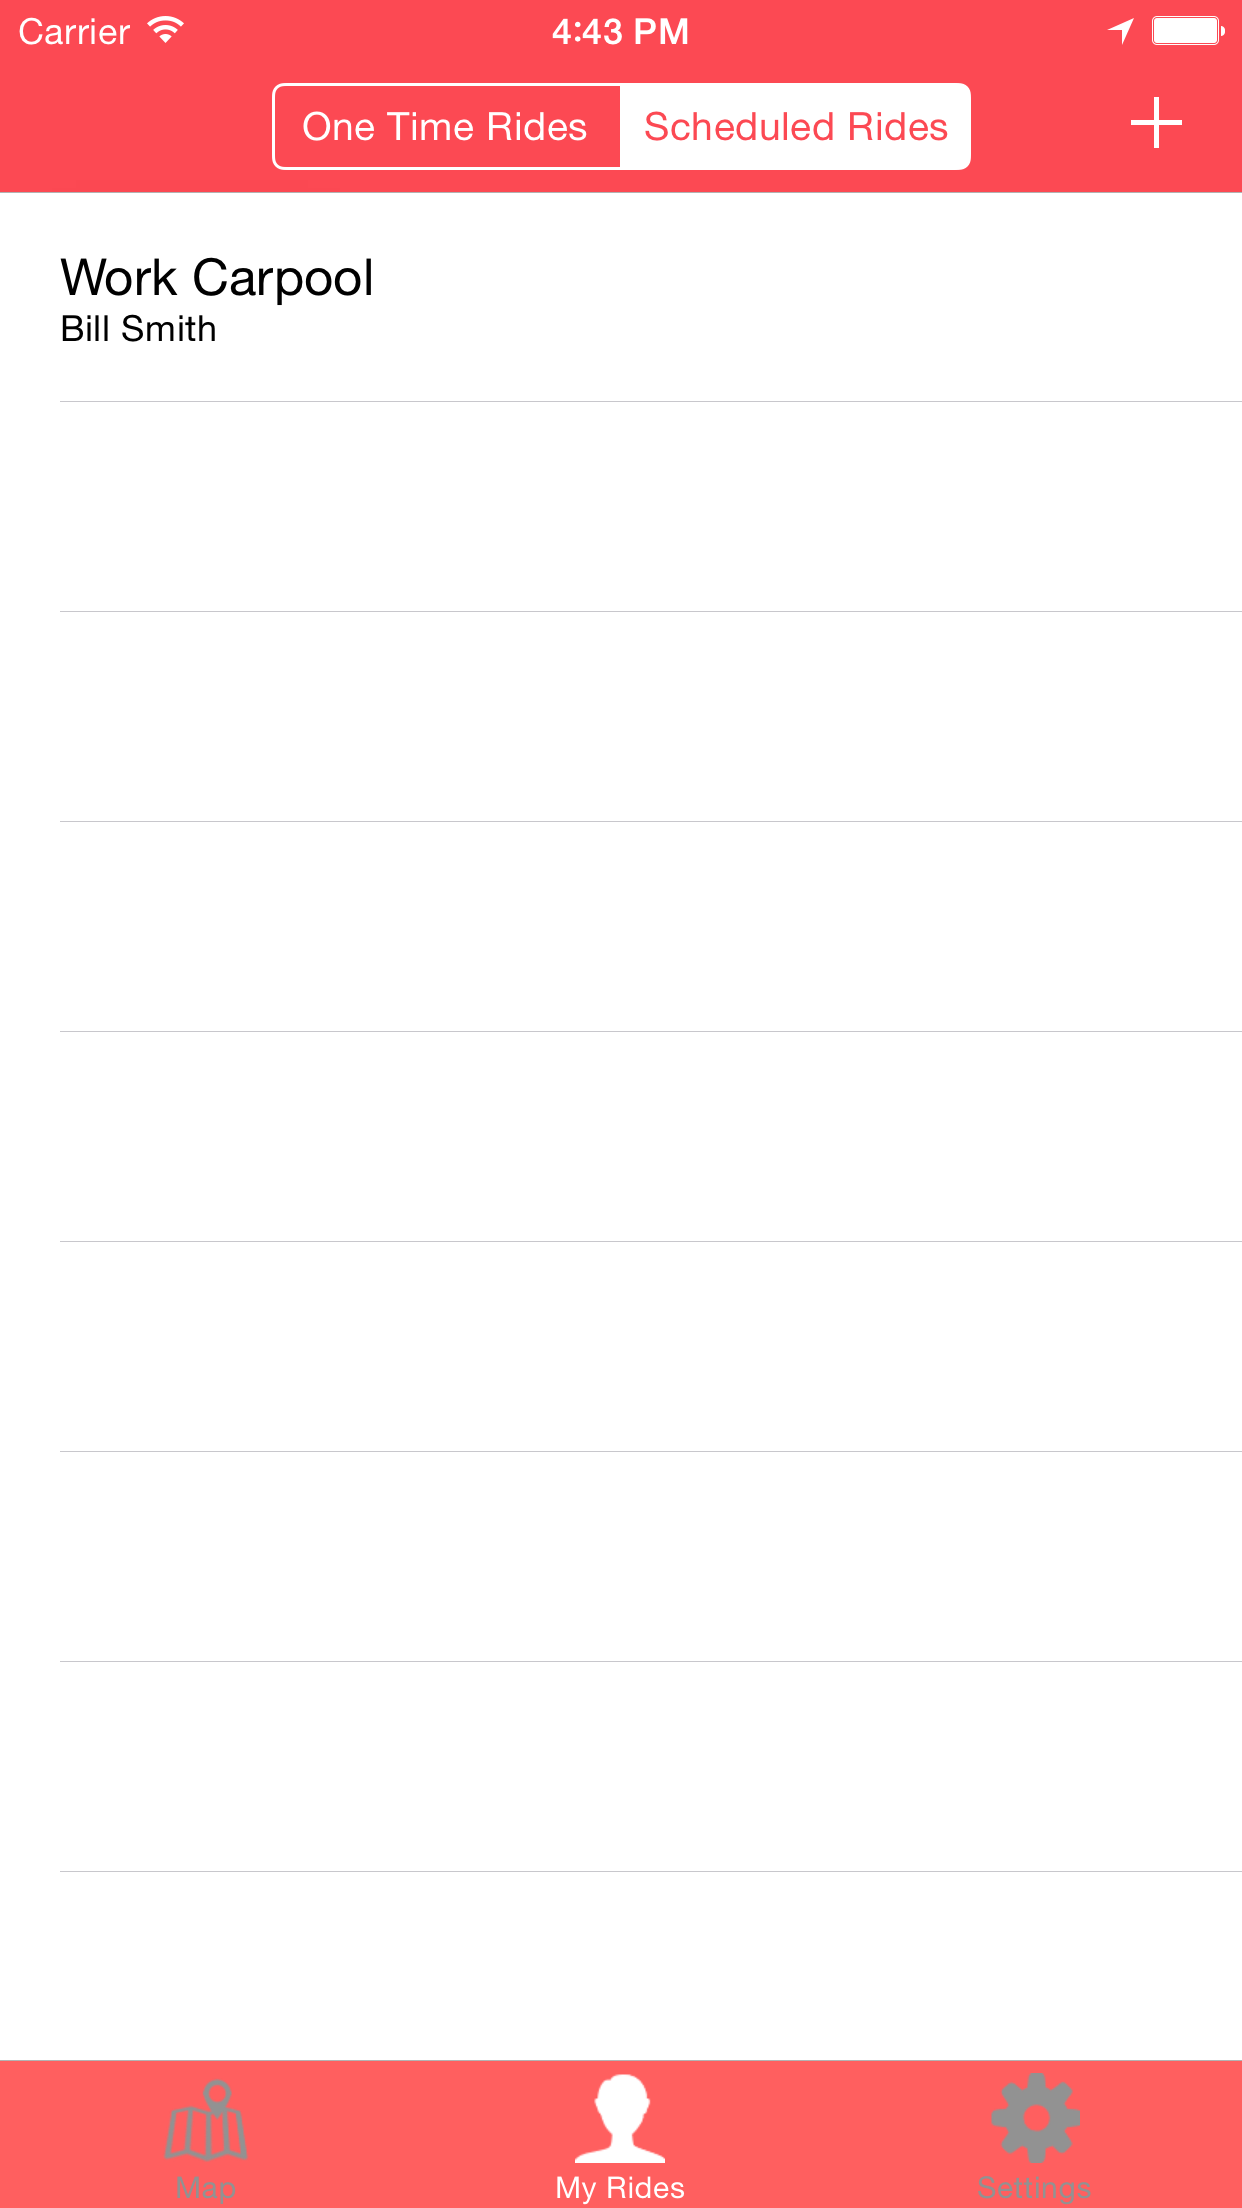 Carrier 4:43 PM
One Time Rides Scheduled Rides
Work Carpool
Bill Smith
Map My Rides Settings